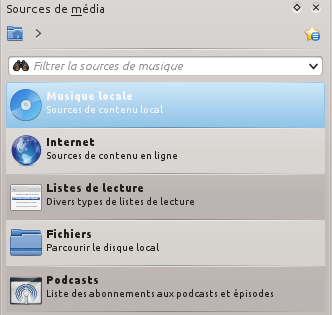 Sources de média
Filtrer la sources de musique
Musique locale
Sources de contenu local
Internet
Sources de contenu en ligne
Listes de lecture
Divers types de listes de lecture
Fichiers
Parcourir le disque local
Podcasts
Liste des abonnements aux podcasts et épisodes